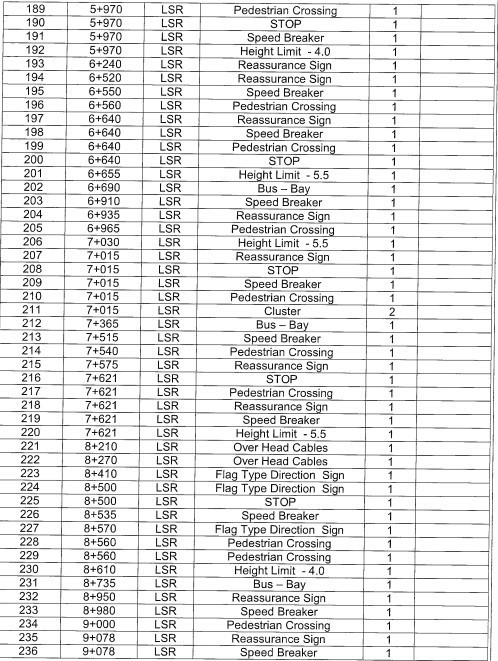 189 5+970 LSR Pedestrian Crossing 1
190 5+970 LSR STOP 1
191 5+970 LSR Speed Breaker 1
192 5+970 LSR Height Limit - 4.0 1
193 6+240 LSR Reassurance Sign 1
194 6+520 LSR Reassurance Sign 1
195 6+550 LSR Speed Breaker 1
196 6+560 LSR Pedestrian Crossing 1
197 6+640 LSR Reassurance Sign 1
198 6+640 LSR Speed Breaker 1
199 6+640 LSR Pedestrian Crossing 1
200 6+640 LSR STOP 1
201 6+655 LSR Height Limit - 5.5 1
202 6+690 LSR Bus – Bay 1
203 6+910 LSR Speed Breaker 1
204 6+935 LSR Reassurance Sign 1
205 6+965 LSR Pedestrian Crossing 1
206 7+030 LSR Height Limit - 5.5 1
207 7+015 LSR Reassurance Sign 1
208 7+015 LSR STOP 1
209 7+015 LSR Speed Breaker 1
210 7+015 LSR Pedestrian Crossing 1
211 7+015 LSR Cluster 2
212 7+365 LSR Bus – Bay 1
213 7+515 LSR Speed Breaker 1
214 7+540 LSR Pedestrian Crossing 1
215 7+575 LSR Reassurance Sign 1
216 7+621 LSR STOP 1
217 7+621 LSR Pedestrian Crossing 1
218 7+621 LSR Reassurance Sign 1
219 7+621 LSR Speed Breaker 1
220 7+621 LSR Height Limit - 5.5 1
221 8+210 LSR Over Head Cables 1
222 8+270 LSR Over Head Cables 1
223 8+410 LSR Flag Type Direction Sign 1
224 8+500 LSR Flag Type Direction Sign 1
225 8+500 LSR STOP 1
226 8+535 LSR Speed Breaker 1
227 8+570 LSR Flag Type Direction Sign 1
228 8+560 LSR Pedestrian Crossing 1
229 8+560 LSR Pedestrian Crossing 1
230 8+610 LSR Height Limit - 4.0 1
231 8+735 LSR Bus – Bay 1
232 8+950 LSR Reassurance Sign 1
233 8+980 LSR Speed Breaker 1
234 9+000 LSR Pedestrian Crossing 1
235 9+078 LSR Reassurance Sign 1
236 9+078 LSR Speed Breaker 1